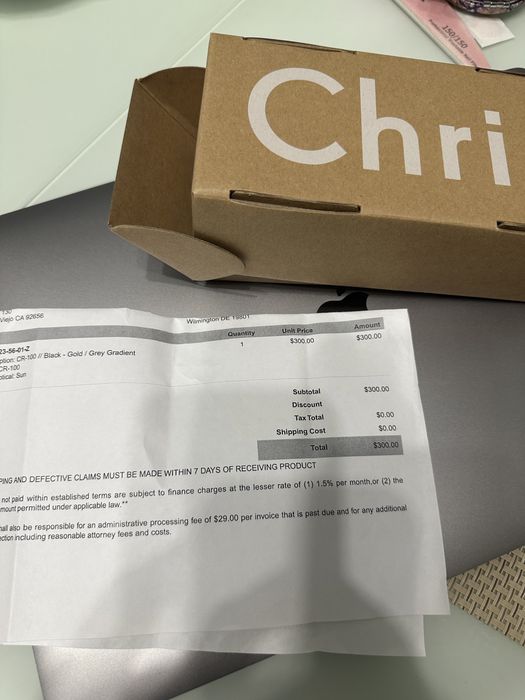 150/150
Chri
130
Viejo CA 92656
Wilmington DE 19801
Quantity Unit Price Amount
23-56-01-Z
1 $300.00 $300.00
ption: CR-100 // Black - Gold / Grey Gradient
CR-100
ptical: Sun
Subtotal $300.00
Discount
Tax Total $0.00
Shipping Cost $0.00
Total $300.00
PING AND DEFECTIVE CLAIMS MUST BE MADE WITHIN 7 DAYS OF RECEIVING PRODUCT
not paid within established terms are subject to finance charges at the lesser rate of (1) 1.5% per month,or (2) the
mount permitted under applicable law.**
hall also be responsible for an administrative processing fee of $29.00 per invoice that is past due and for any additional
ection including reasonable attorney fees and costs.